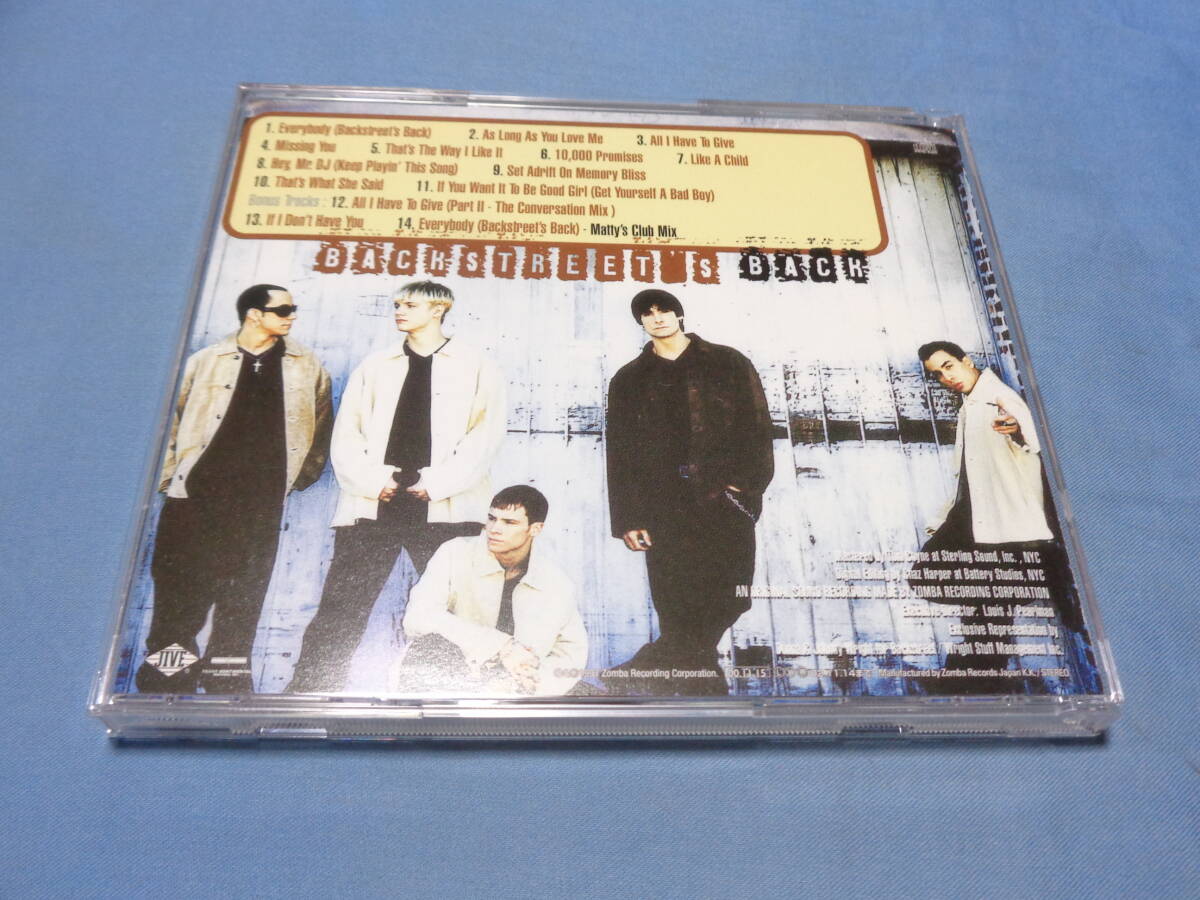 1. Everybody (Backstreet's Back) 2. As Long As You Love Me 3. All I Have To Give
4. Missing You 5. That's The Way I Like It 6. 10,000 Promises 7. Like A Child
8. Hey, Mr. DJ (Keep Playin' This Song) 9. Set Adrift On Memory Bliss
10. That's What She Said 11. If You Want It To Be Good Girl (Get Yourself A Bad Boy)
Bonus Tracks : 12. All I Have To Give (Part II - The Conversation Mix )
13. If I Don't Have You 14. Everybody (Backstreet's Back) - Matty's Club Mix
BACKSTREET'S BACK
Mastered by Coyne at Sterling Sound, Inc., NYC
Digital Editing by Chaz Harper at Battery Studios, NYC
AN ORIGINAL SOUND RECORDING MADE BY ZOMBA RECORDING CORPORATION
Executive Director: Louis J. Pearlman
Exclusive Representation by
Wright Stuff Management Inc.
JIVE
Zomba Recording Corporation. Manufactured by Zomba Records Japan K.K. / STEREO